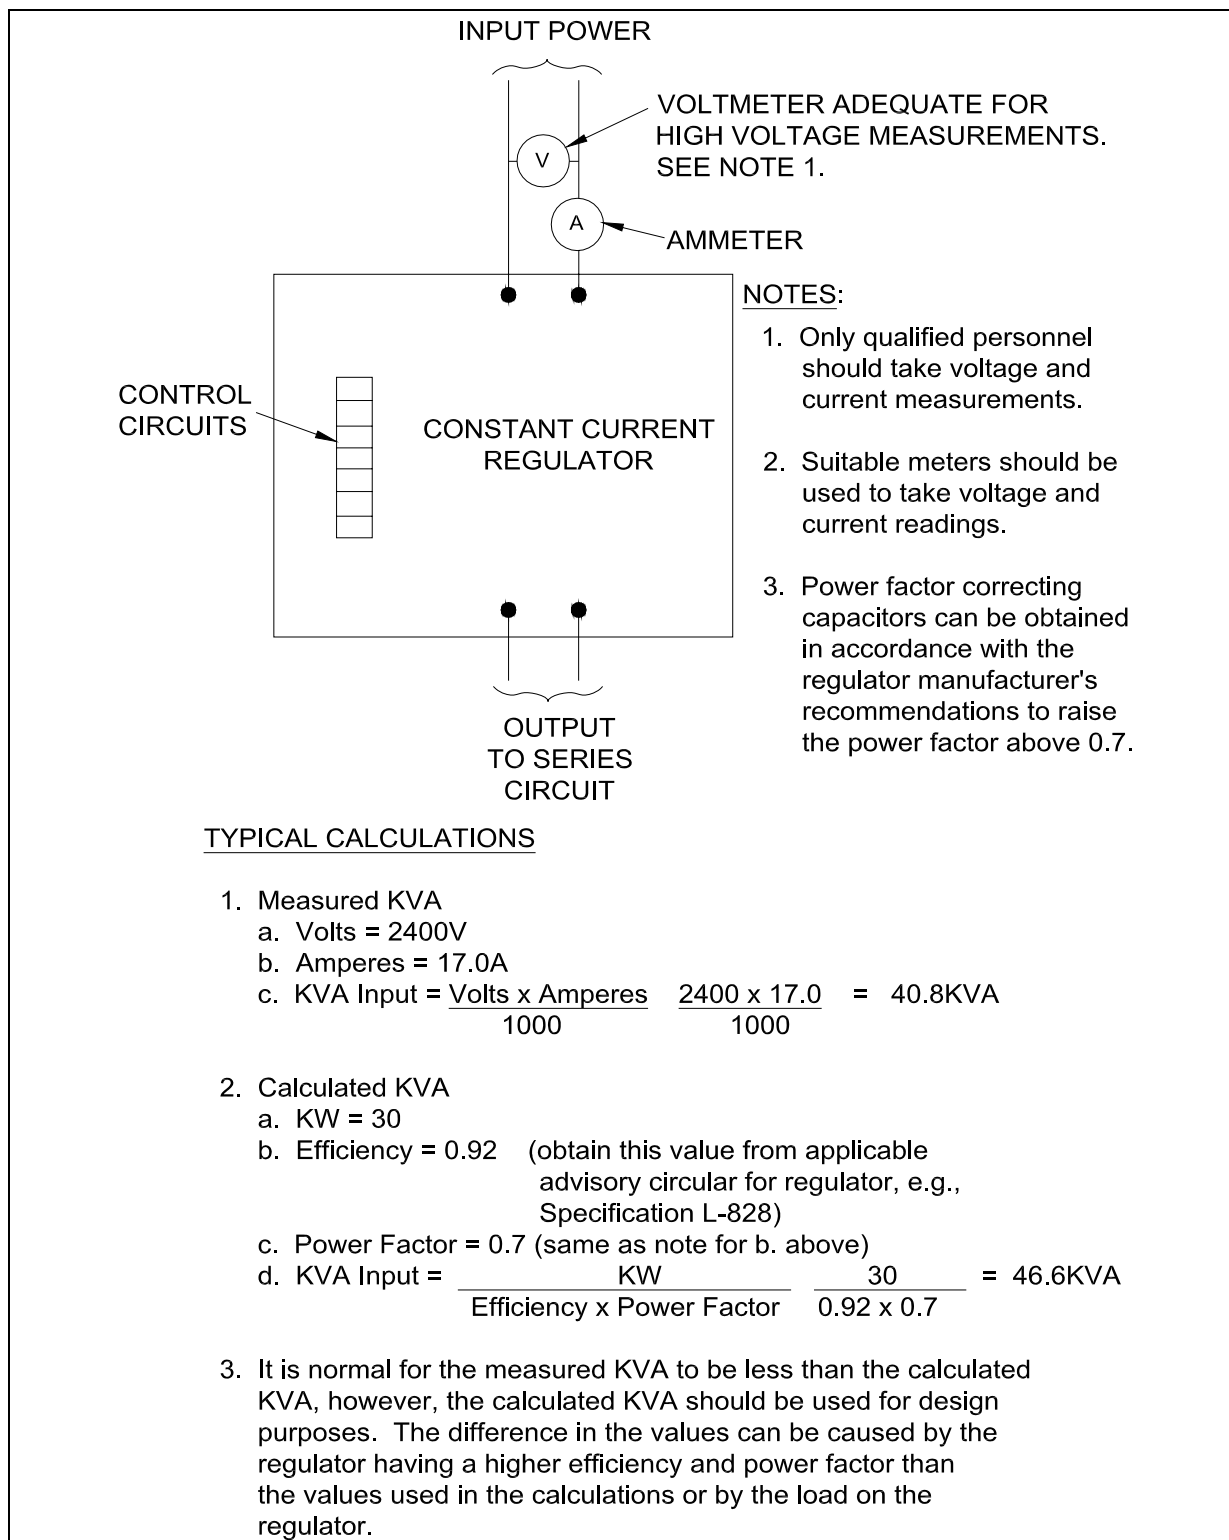 INPUT POWER
VOLTMETER ADEQUATE FOR
HIGH VOLTAGE MEASUREMENTS.
SEE NOTE 1.
V
A
AMMETER
CONTROL
CIRCUITS
CONSTANT CURRENT
REGULATOR
OUTPUT
TO SERIES
CIRCUIT
NOTES:
1. Only qualified personnel
should take voltage and
current measurements.
2. Suitable meters should be
used to take voltage and
current readings.
3. Power factor correcting
capacitors can be obtained
in accordance with the
regulator manufacturer's
recommendations to raise
the power factor above 0.7.
TYPICAL CALCULATIONS
1. Measured KVA
a. Volts = 2400V
b. Amperes = 17.0A
c. KVA Input = Volts x Amperes 2400 x 17.0 = 40.8KVA
1000 1000
2. Calculated KVA
a. KW = 30
b. Efficiency = 0.92 (obtain this value from applicable
advisory circular for regulator, e.g.,
Specification L-828)
c. Power Factor = 0.7 (same as note for b. above)
d. KVA Input = KW 30 = 46.6KVA
Efficiency x Power Factor 0.92 x 0.7
3. It is normal for the measured KVA to be less than the calculated
KVA, however, the calculated KVA should be used for design
purposes. The difference in the values can be caused by the
regulator having a higher efficiency and power factor than
the values used in the calculations or by the load on the
regulator.